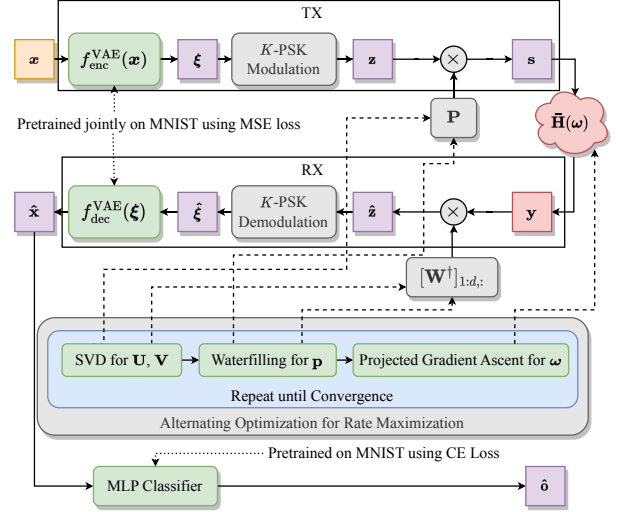 TX
x
f_enc^VAE(x)
ξ
K-PSK
Modulation
z
×
s
Pretrained jointly on MNIST using MSE loss
P
H̄(ω)
RX
x̂
f_dec^VAE(ξ)
ξ̂
K-PSK
Demodulation
ẑ
×
y
[W†]1:d,:
SVD for U, V
Waterfilling for p
Projected Gradient Ascent for ω
Repeat until Convergence
Alternating Optimization for Rate Maximization
Pretrained on MNIST using CE Loss
MLP Classifier
ô